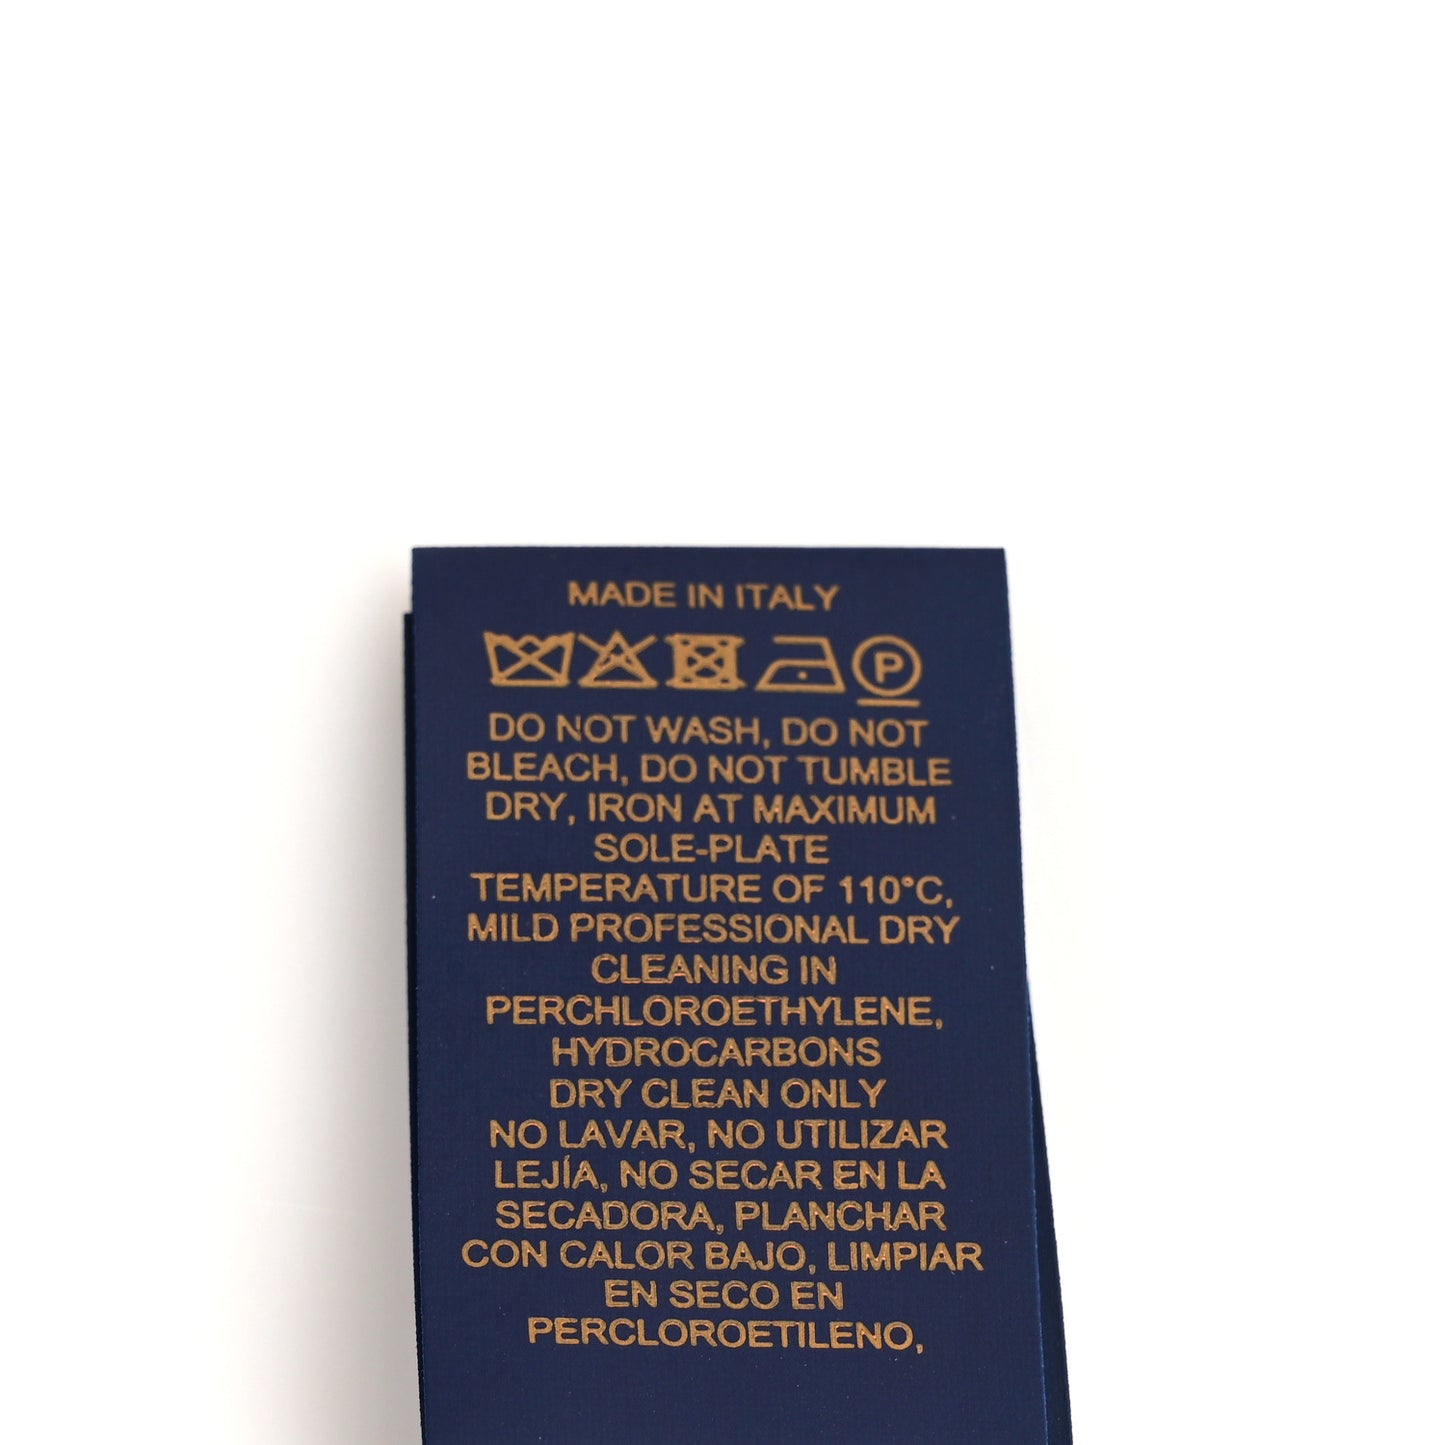 MADE IN ITALY
P
DO NOT WASH, DO NOT
BLEACH, DO NOT TUMBLE
DRY, IRON AT MAXIMUM
SOLE-PLATE
TEMPERATURE OF 110°C,
MILD PROFESSIONAL DRY
CLEANING IN
PERCHLOROETHYLENE,
HYDROCARBONS
DRY CLEAN ONLY
NO LAVAR, NO UTILIZAR
LEJÍA, NO SECAR EN LA
SECADORA, PLANCHAR
CON CALOR BAJO, LIMPIAR
EN SECO EN
PERCLOROETILENO,